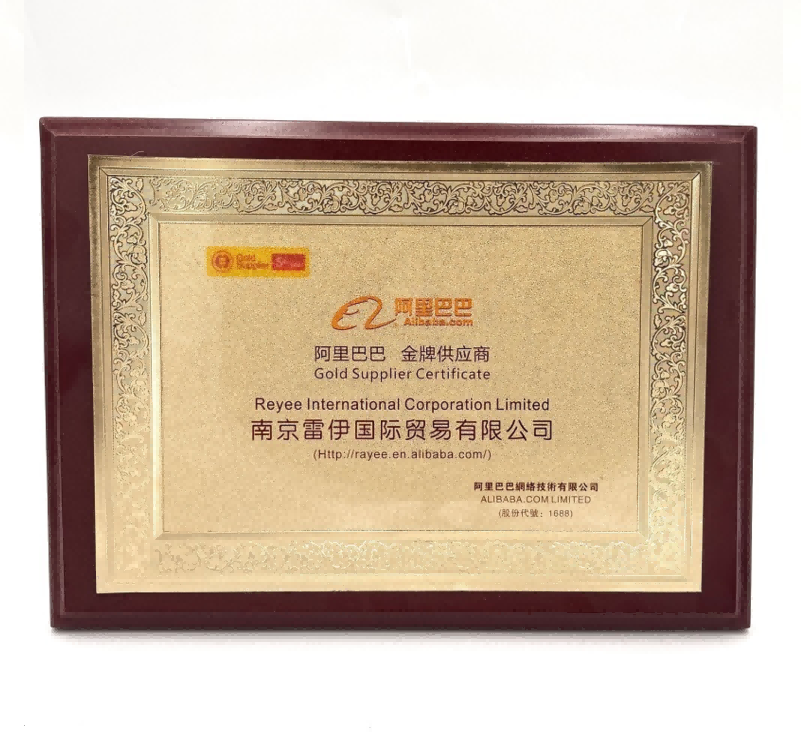 Gold
Supplier
阿里巴巴
Alibaba.com
阿里巴巴 金牌供应商
Gold Supplier Certificate
Reyee International Corporation Limited
南京雷伊国际贸易有限公司
(Http://rayee.en.alibaba.com/)
阿里巴巴網絡技術有限公司
ALIBABA.COM LIMITED
(股份代號：1688)